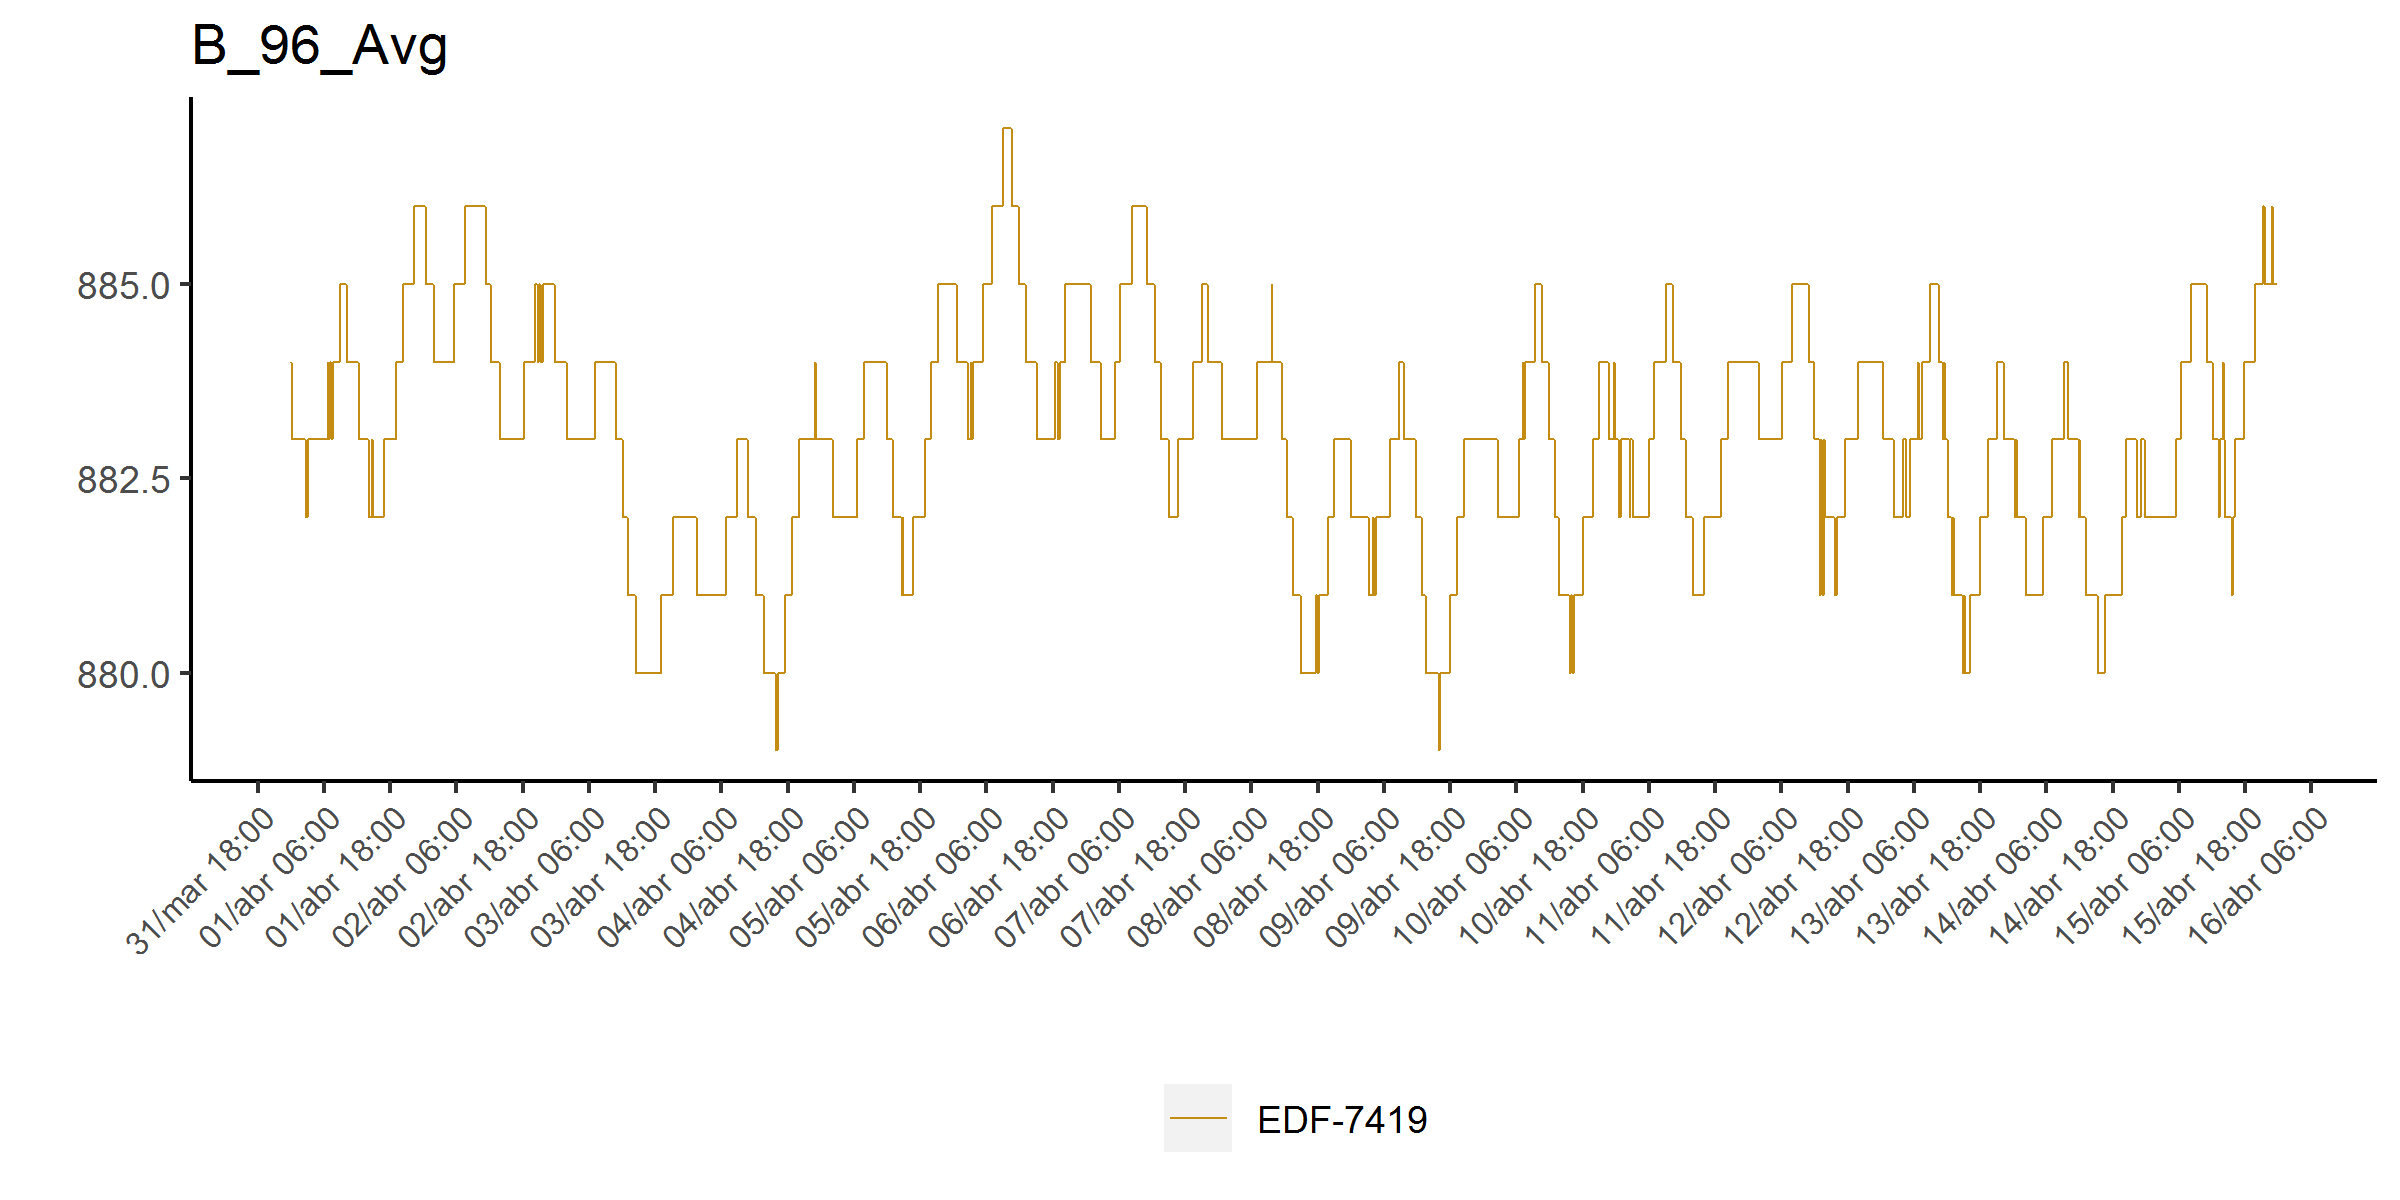 B_96_Avg
885.0
882.5
880.0
31/mar 18:00
01/abr 06:00
01/abr 18:00
02/abr 06:00
02/abr 18:00
03/abr 06:00
03/abr 18:00
04/abr 06:00
04/abr 18:00
05/abr 06:00
05/abr 18:00
06/abr 06:00
06/abr 18:00
07/abr 06:00
07/abr 18:00
08/abr 06:00
08/abr 18:00
09/abr 06:00
09/abr 18:00
10/abr 06:00
10/abr 18:00
11/abr 06:00
11/abr 18:00
12/abr 06:00
12/abr 18:00
13/abr 06:00
13/abr 18:00
14/abr 06:00
14/abr 18:00
15/abr 06:00
15/abr 18:00
16/abr 06:00
EDF-7419